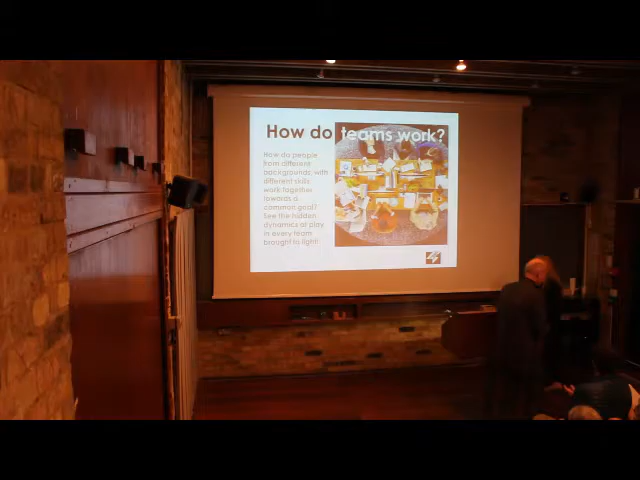 How do teams work?
How do people
from different
backgrounds, with
different skills
work together
towards a
common goal?
See the hidden
dynamics at play
in every team
brought to light!